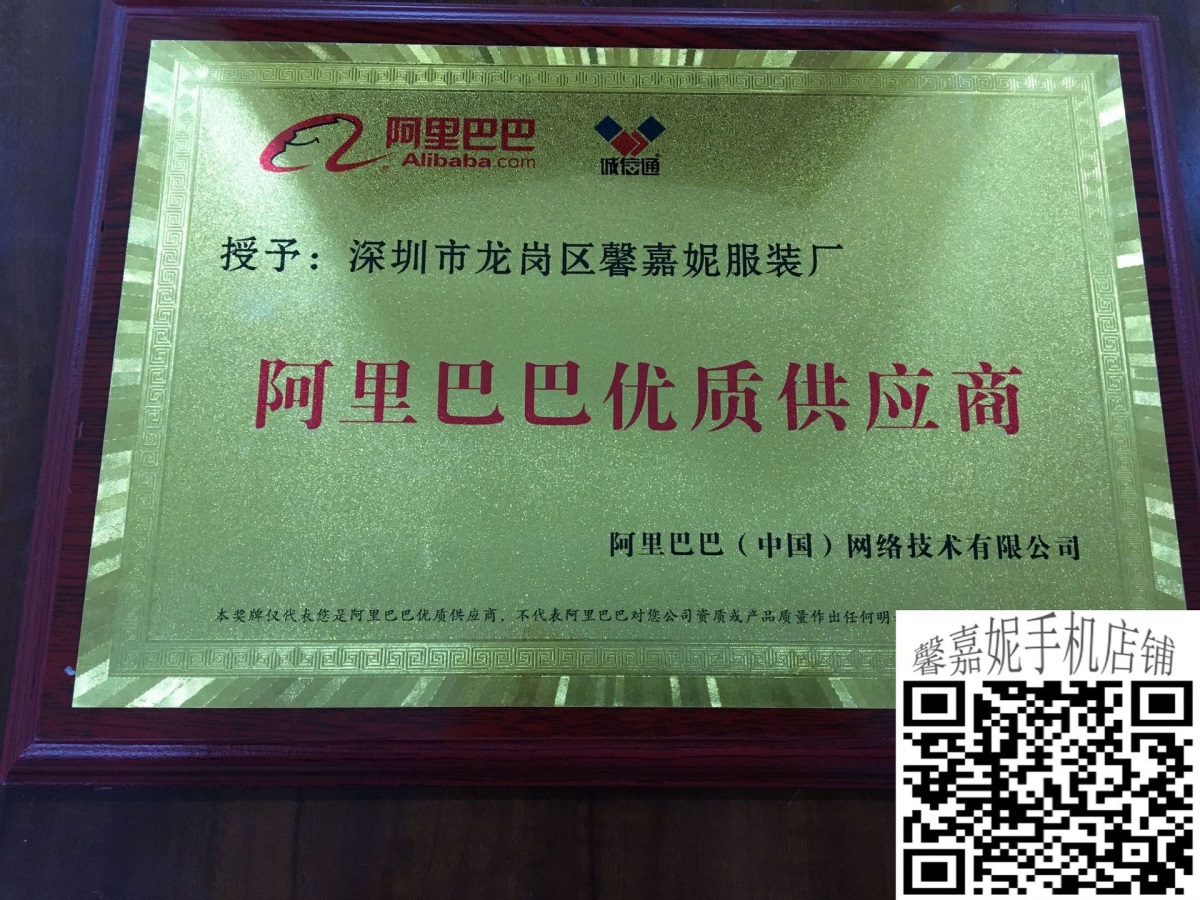 阿里巴巴
Alibaba.com
诚信通
授予：深圳市龙岗区馨嘉妮服装厂
阿里巴巴优质供应商
阿里巴巴（中国）网络技术有限公司
本奖牌仅代表您是阿里巴巴优质供应商，不代表阿里巴巴对您公司资质或产品质量作出任何明
馨嘉妮手机店铺